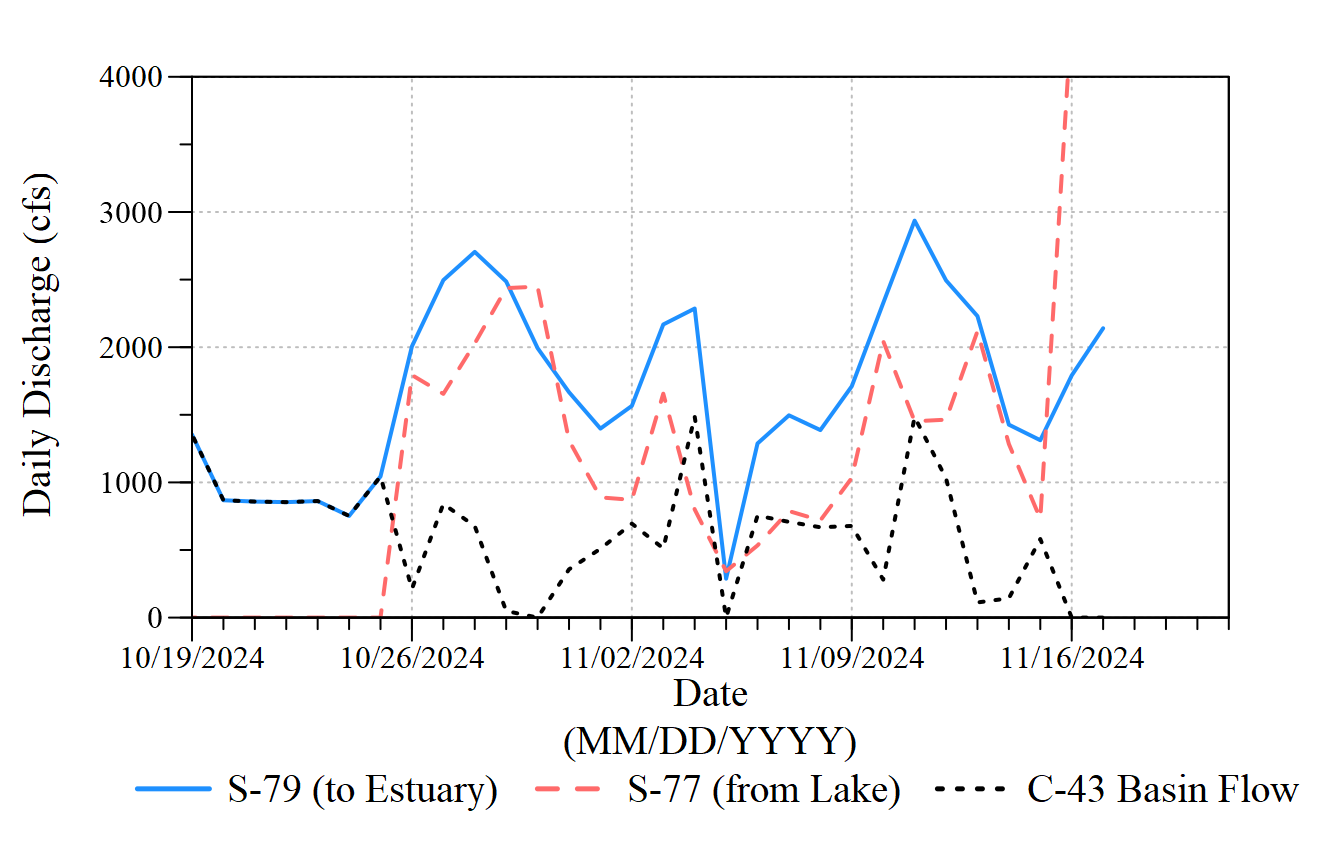 4000
3000
2000
1000
0
Daily Discharge (cfs)
10/19/2024 10/26/2024 11/02/2024 11/09/2024 11/16/2024
Date
(MM/DD/YYYY)
S-79 (to Estuary) S-77 (from Lake) C-43 Basin Flow